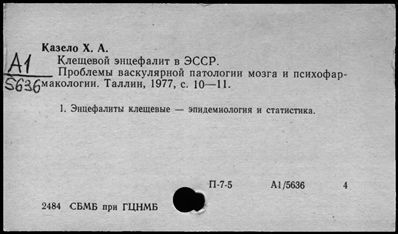 Казело Х. А.
Клещевой энцефалит в ЭССР.
А1
Проблемы васкулярной патологии мозга и психофар-
5636
макологии. Таллин, 1977, с. 10—11.
1. Энцефалиты клещевые — эпидемиология и статистика.
П-7-5 А1/5636 4
2484 СБМБ при ГЦНМБ